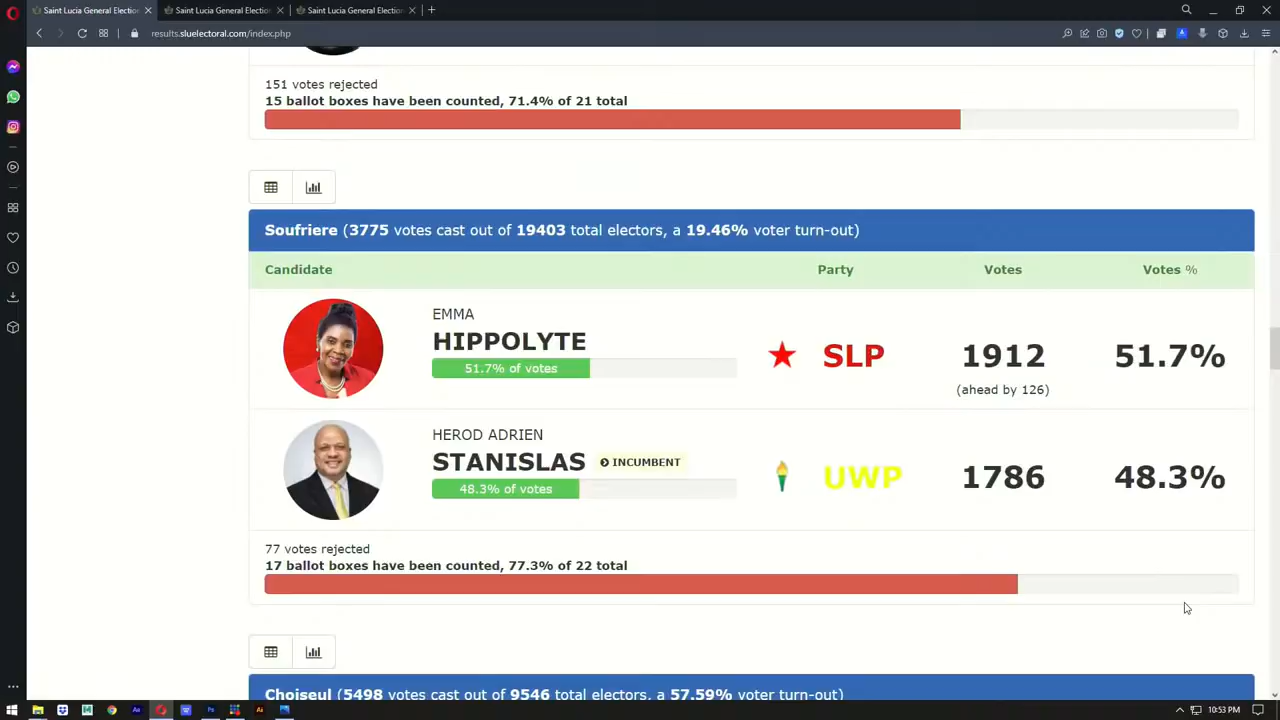 Saint Lucia General Electio
Saint Lucia General Electio
Saint Lucia General Electio
results.sluelectoral.com/index.php
151 votes rejected
15 ballot boxes have been counted, 71.4% of 21 total
Soufriere (3775 votes cast out of 19403 total electors, a 19.46% voter turn-out)
Candidate Party Votes Votes %
EMMA
HIPPOLYTE
51.7% of votes
SLP 1912 51.7%
(ahead by 126)
HEROD ADRIEN
STANISLAS INCUMBENT
48.3% of votes
UWP 1786 48.3%
77 votes rejected
17 ballot boxes have been counted, 77.3% of 22 total
Choiseul (5498 votes cast out of 9546 total electors, a 57.59% voter turn-out)
10:53 PM